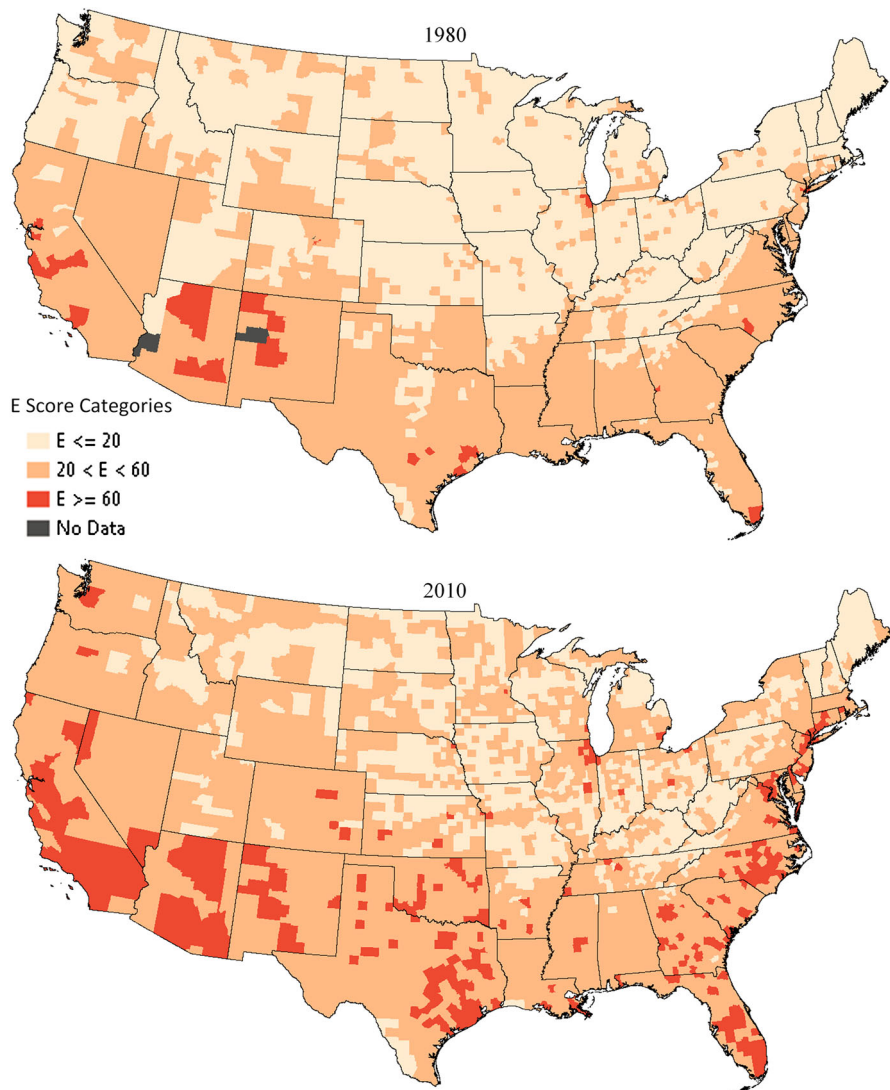 1980
E Score Categories
E <= 20
20 < E < 60
E >= 60
No Data
2010